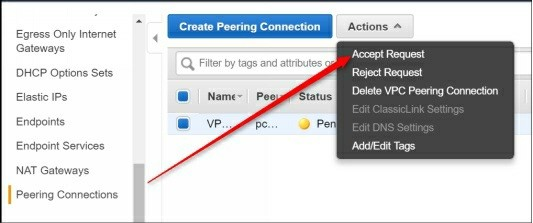 Egress Only Internet
Gateways
DHCP Options Sets
Elastic IPs
Endpoints
Endpoint Services
NAT Gateways
Peering Connections
Create Peering Connection
Actions
Filter by tags and attributes o
Name
Status
VP...
pc...
Pen
Accept Request
Reject Request
Delete VPC Peering Connection
Edit ClassicLink Settings
Edit DNS Settings
Add/Edit Tags